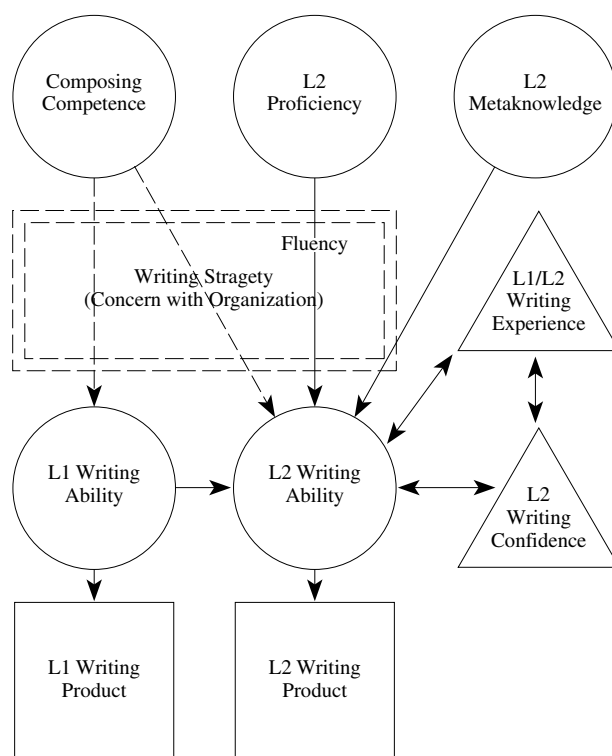 Composing
Competence
L2
Proficiency
L2
Metaknowledge
Fluency
Writing Stragety
(Concern with Organization)
L1/L2
Writing
Experience
L1 Writing
Ability
L2 Writing
Ability
L2
Writing
Confidence
L1 Writing
Product
L2 Writing
Product